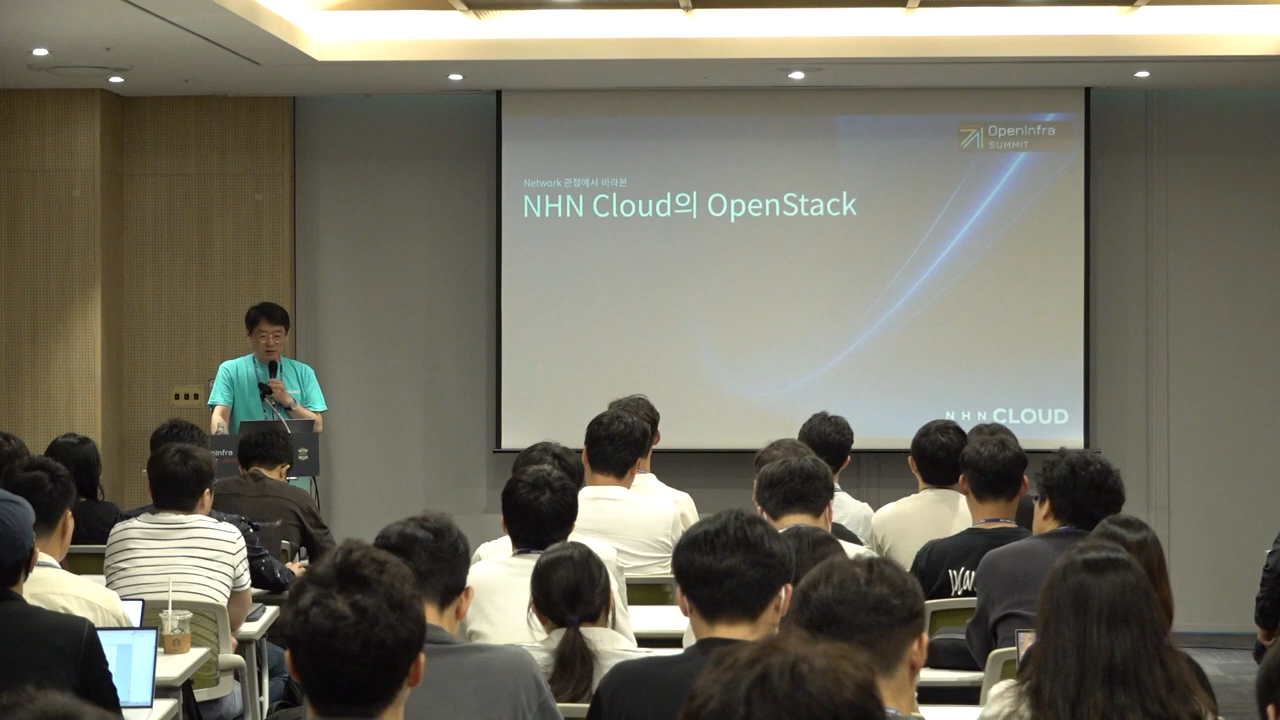 OpenInfra
SUMMIT
Network 관점에서 바라본
NHN Cloud의 OpenStack
NHN CLOUD